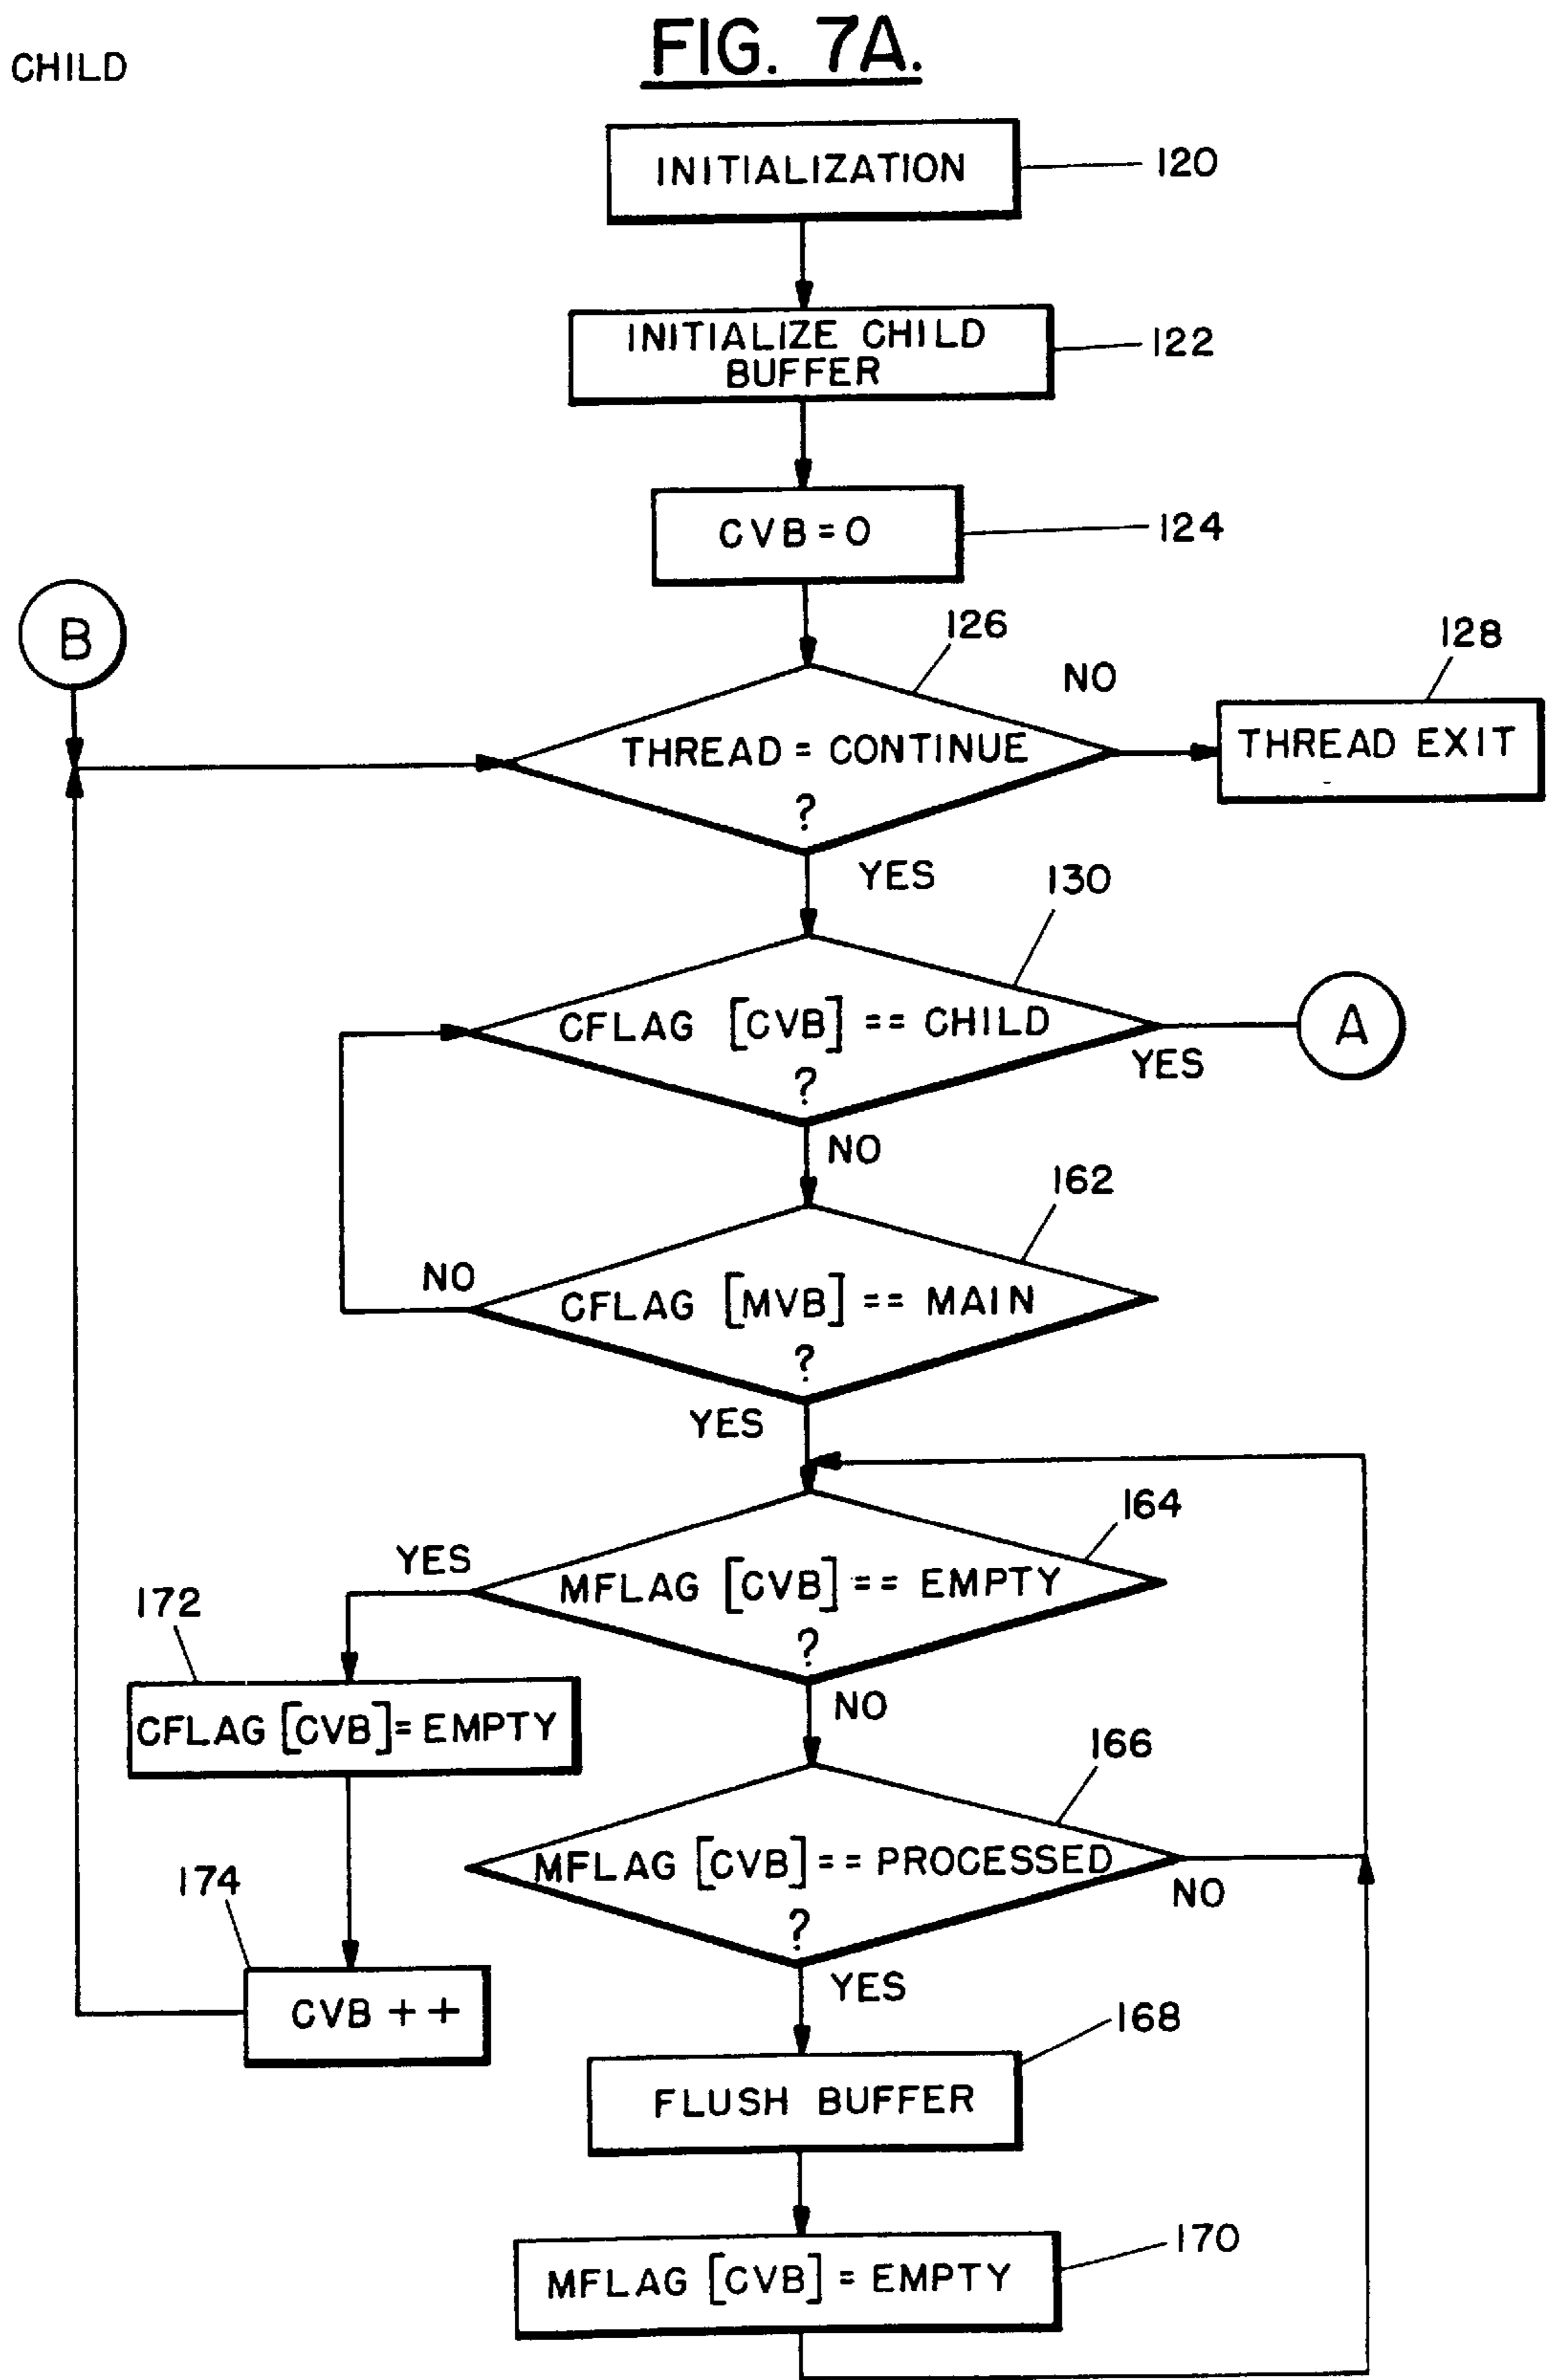 CHILD
FIG. 7A.
INITIALIZATION
120
INITIALIZE CHILD
BUFFER
122
CVB = 0
124
B
126
NO
128
THREAD = CONTINUE
?
THREAD EXIT
YES
130
CFLAG [CVB] == CHILD
?
YES
A
NO
162
NO
CFLAG [MVB] == MAIN
?
YES
164
YES
MFLAG [CVB] == EMPTY
?
172
NO
CFLAG [CVB] = EMPTY
166
MFLAG [CVB] == PROCESSED
?
NO
174
YES
CVB ++
168
FLUSH BUFFER
170
MFLAG [CVB] = EMPTY